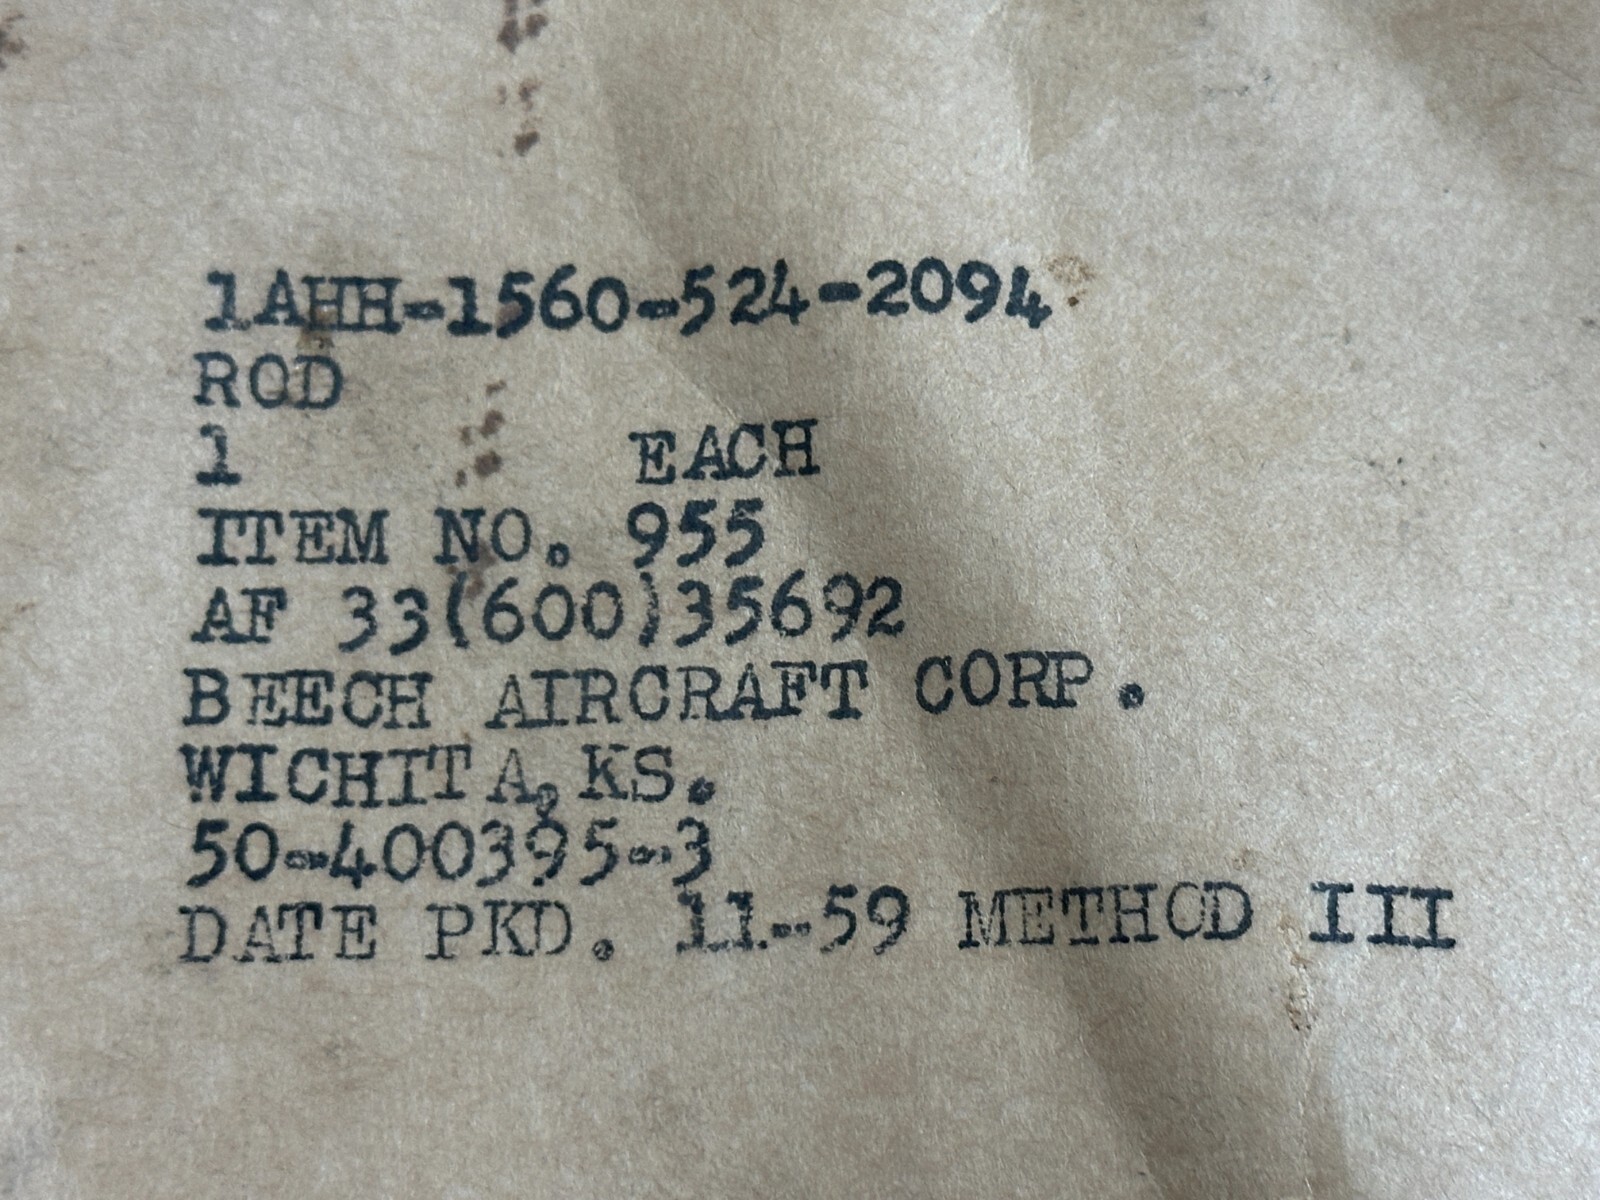 1AHH-1560-524-2094
ROD
1 EACH
ITEM NO. 955
AF 33(600)35692
BEECH AIRCRAFT CORP.
WICHITA, KS.
50-400395-3
DATE PKD. 11-59 METHOD III